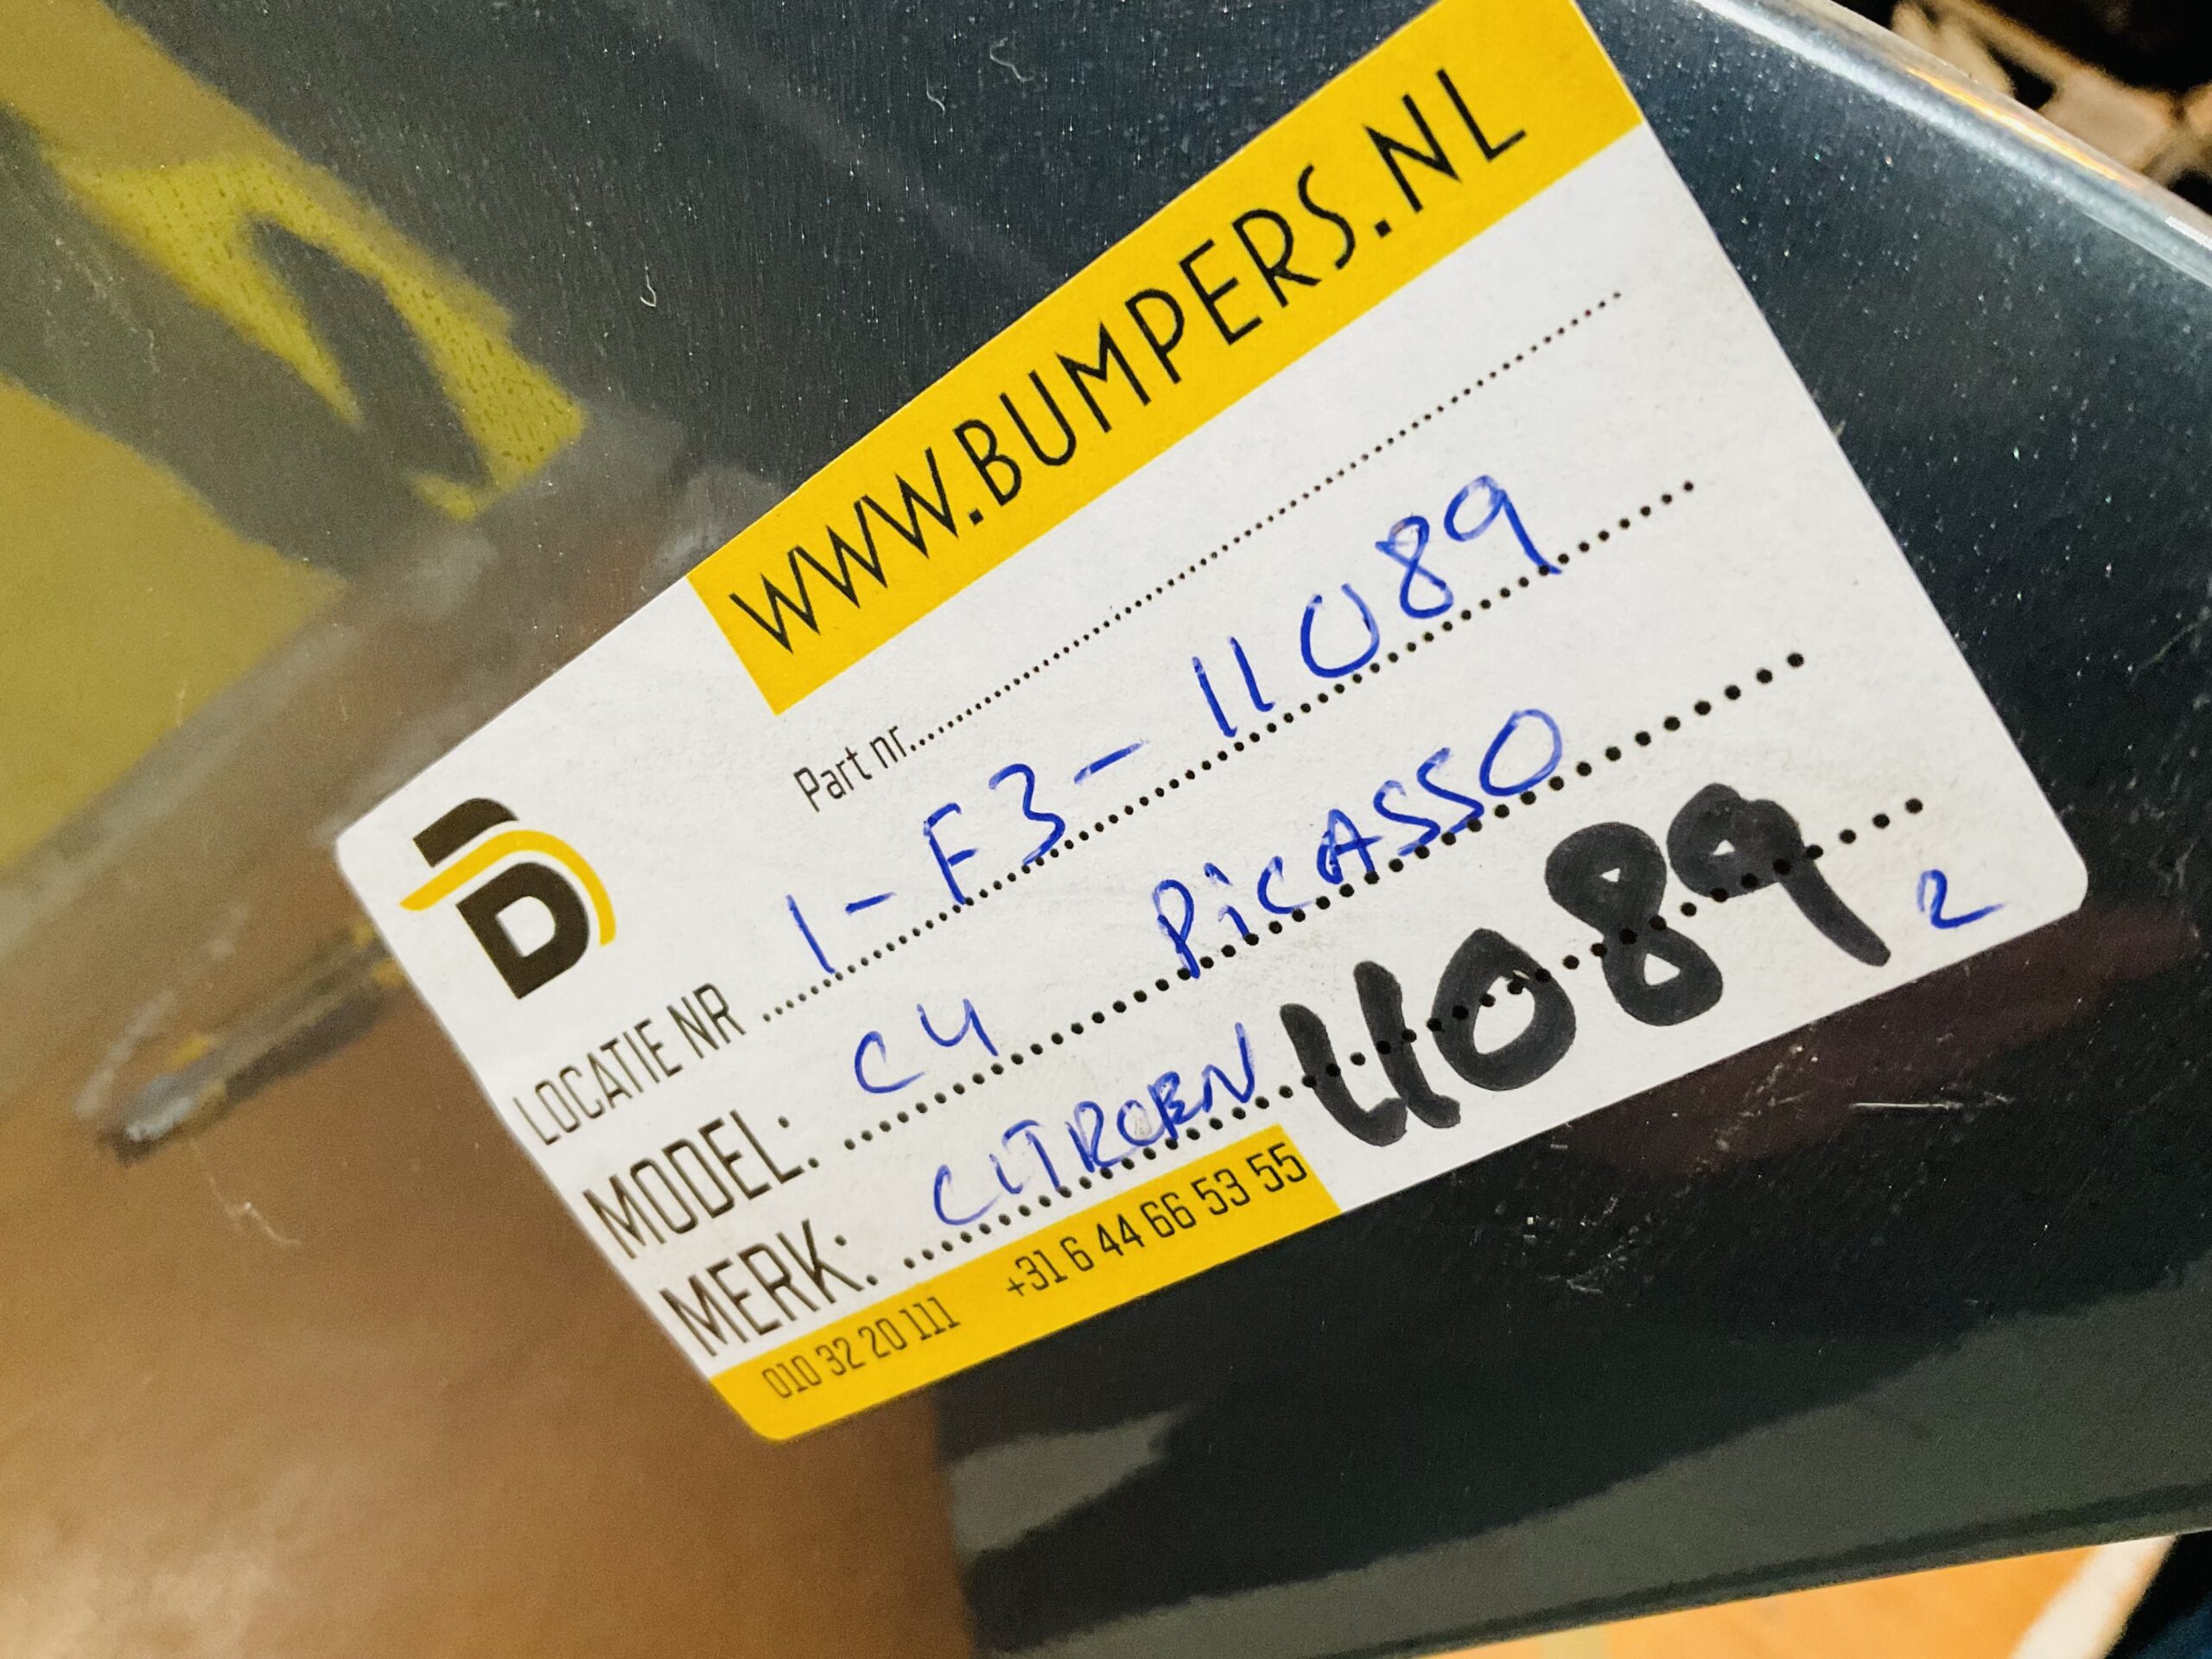 WWW.BUMPERS.NL
Part nr.
LOCATIE NR 1-F3-11089
MODEL: C4 PiCASSO
MERK: CITROEN 11089 2
010 32 20 111 +31 6 44 66 53 55